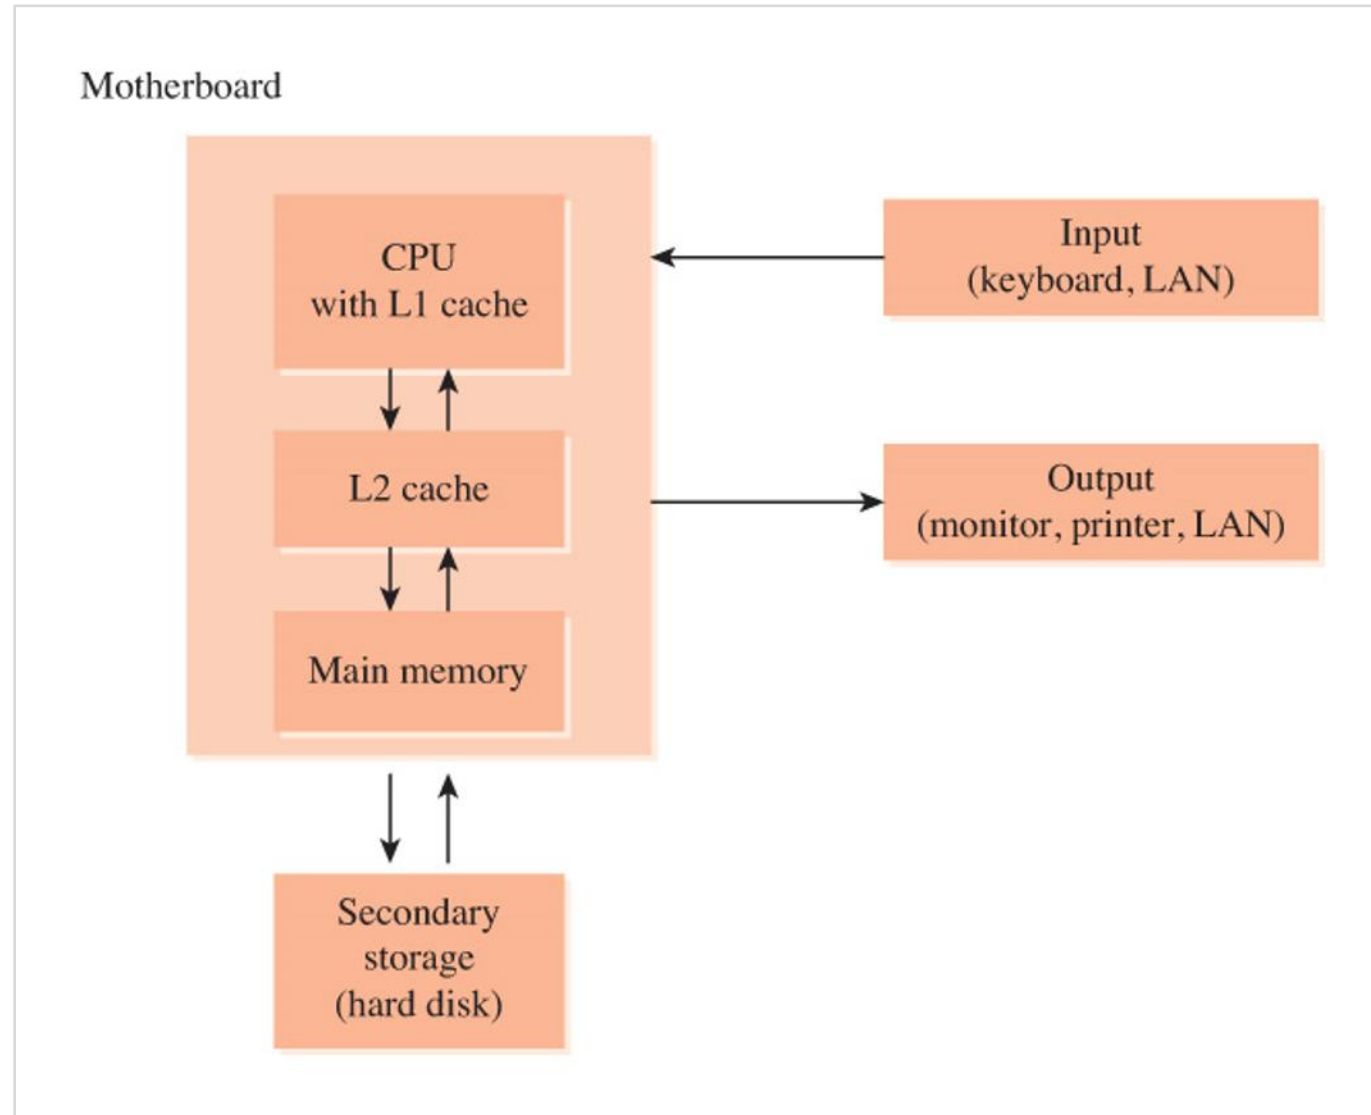 Motherboard
CPU
with L1 cache
L2 cache
Main memory
Secondary
storage
(hard disk)
Input
(keyboard, LAN)
Output
(monitor, printer, LAN)